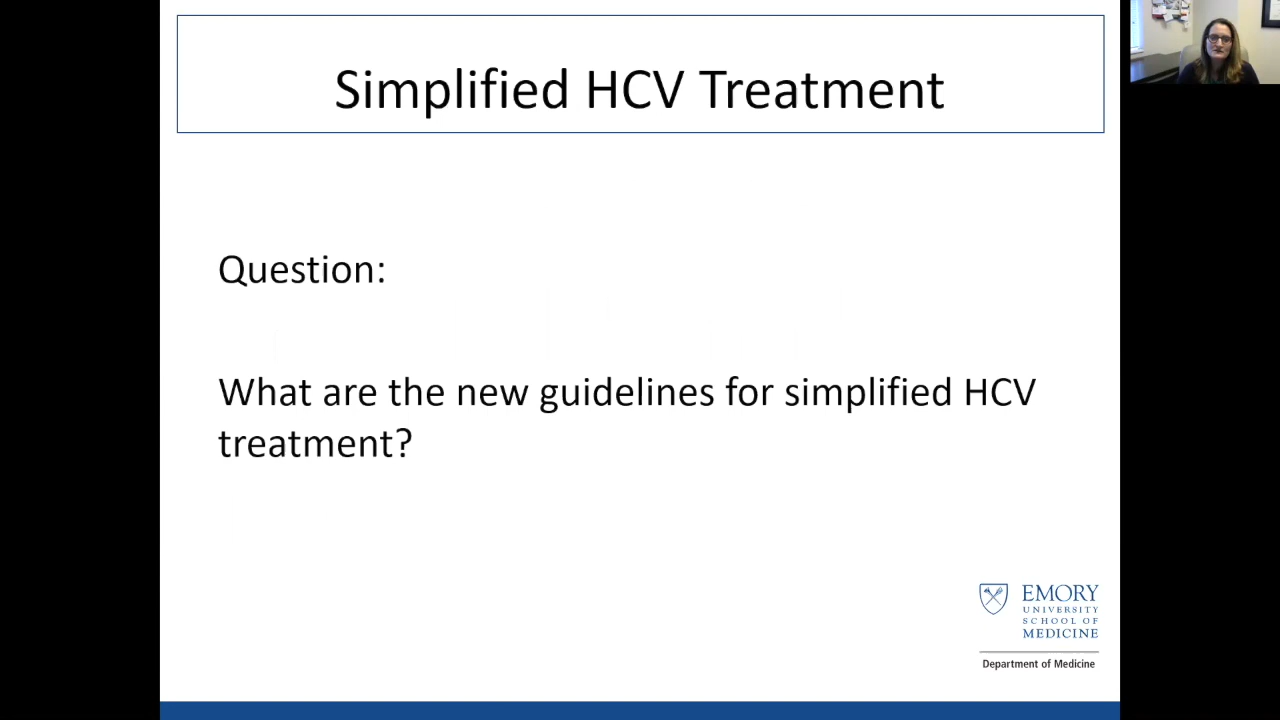 Simplified HCV Treatment
Question:
What are the new guidelines for simplified HCV
treatment?
EMORY
UNIVERSITY
SCHOOL OF
MEDICINE
Department of Medicine